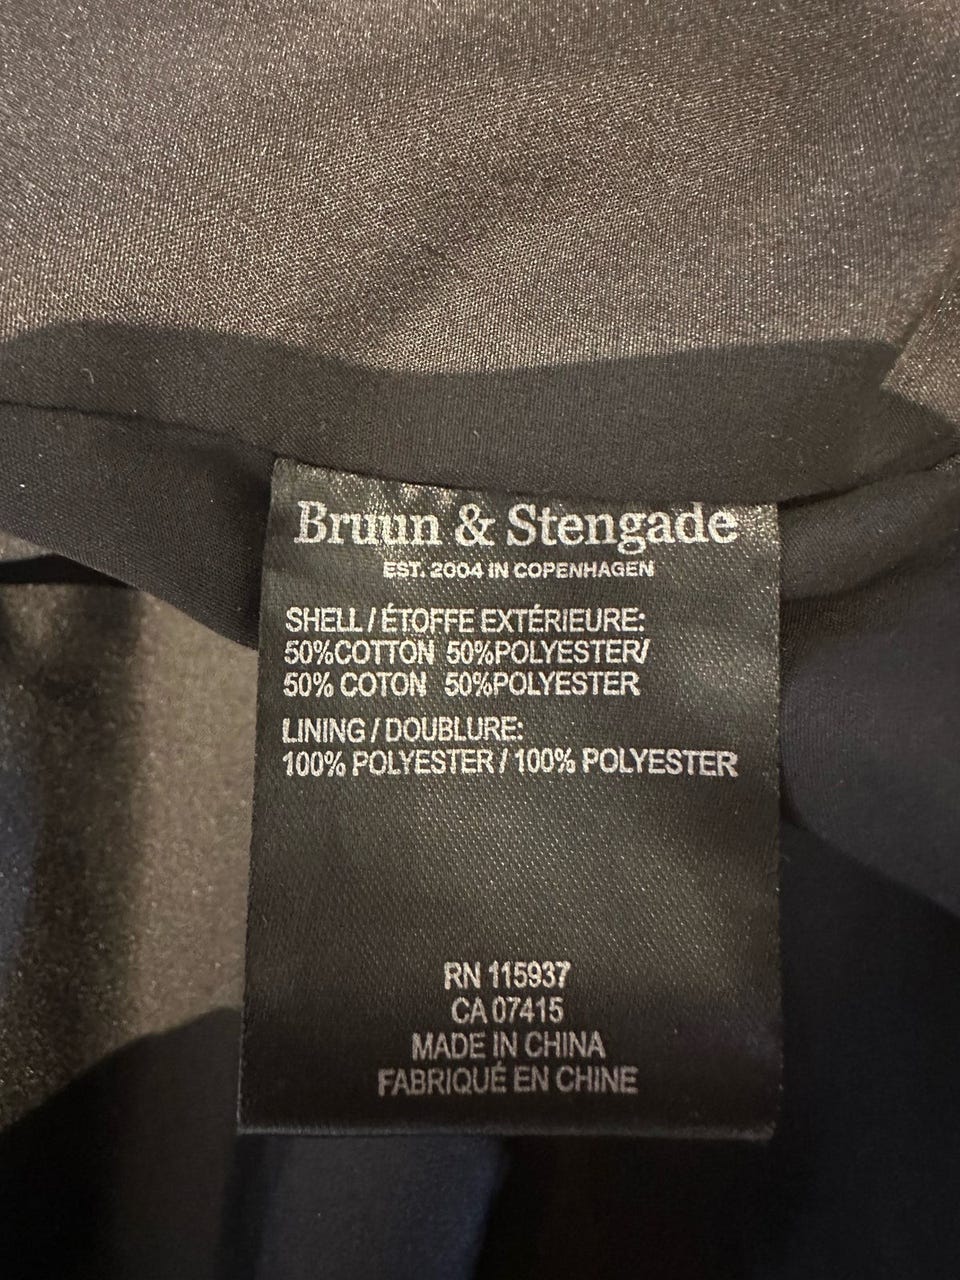 Bruun & Stengade
EST. 2004 IN COPENHAGEN
SHELL / ÉTOFFE EXTÉRIEURE:
50%COTTON 50%POLYESTER/
50% COTON 50%POLYESTER
LINING / DOUBLURE:
100% POLYESTER / 100% POLYESTER
RN 115937
CA 07415
MADE IN CHINA
FABRIQUÉ EN CHINE